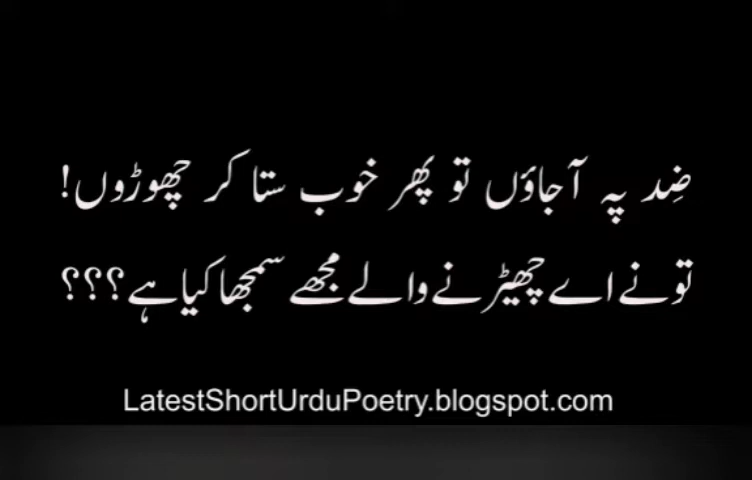 ضِد پہ آجاؤں تو پھر خوب ستا کر چھوڑوں!
تو نے اے چھیڑنے والے مجھے سمجھا کیا ہے؟؟؟
LatestShortUrduPoetry.blogspot.com